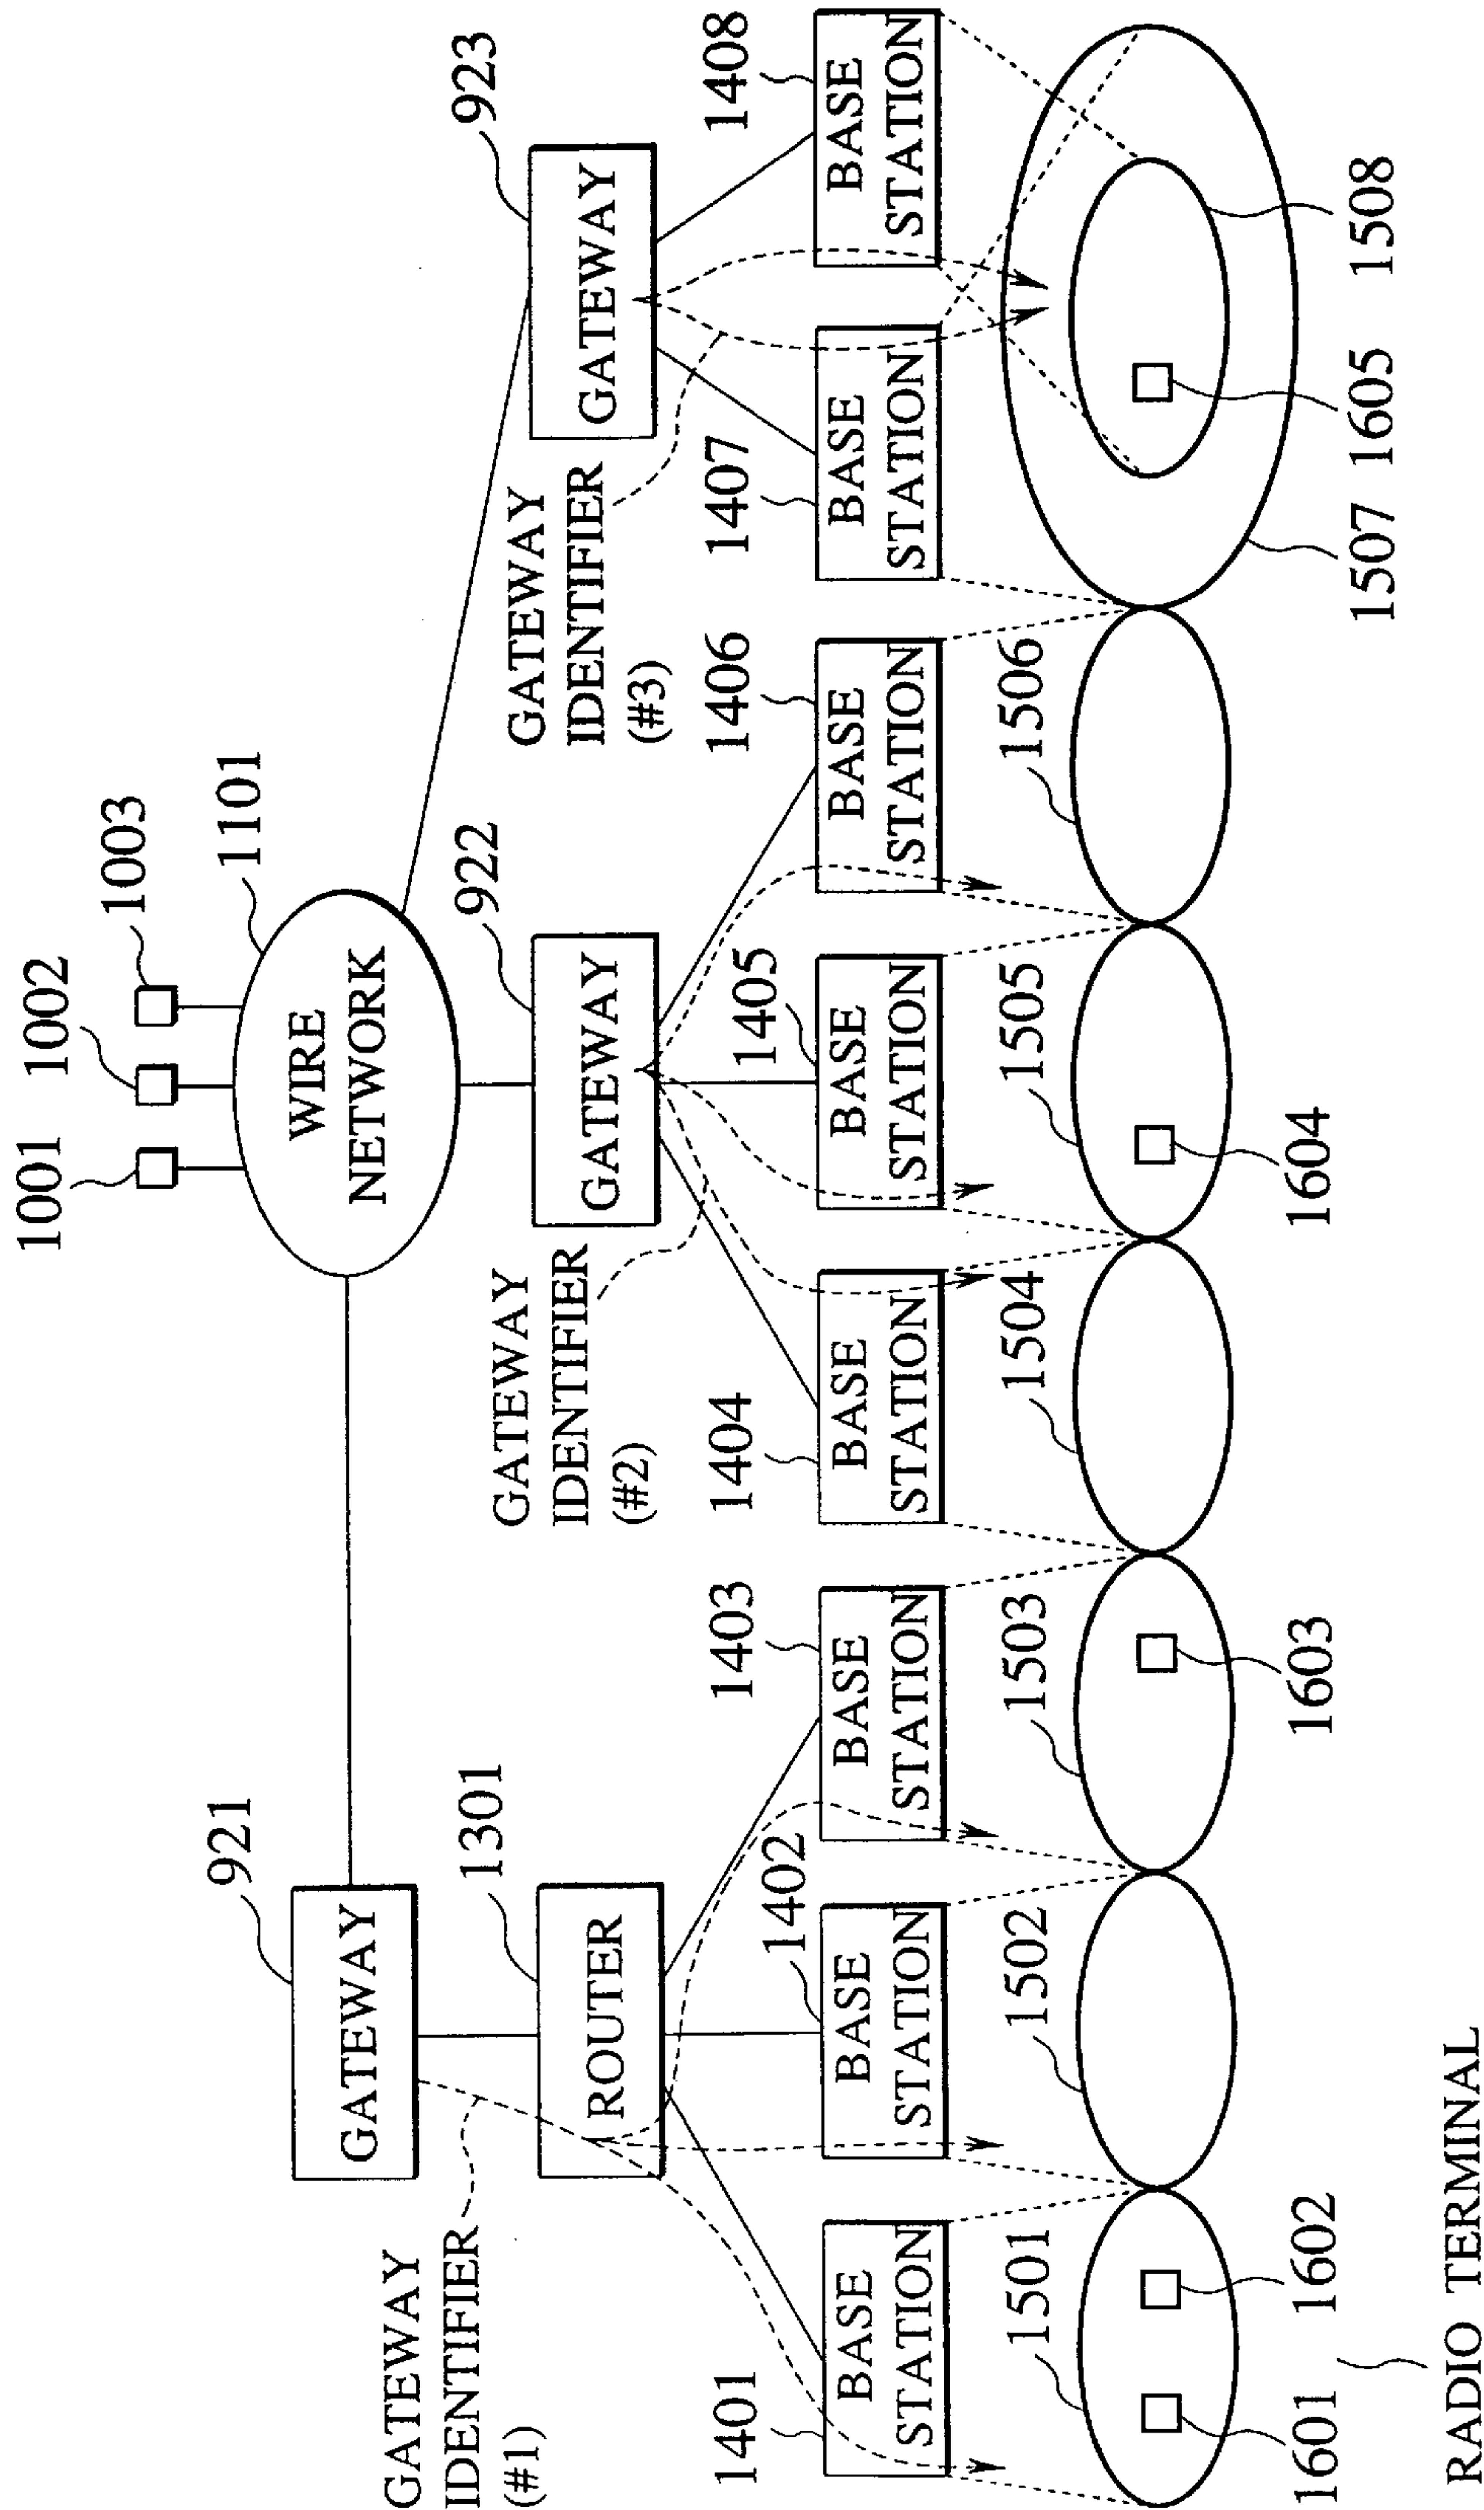 1001
1002
1003
1101
WIRE
NETWORK
921
GATEWAY
922
GATEWAY
923
GATEWAY
GATEWAY
IDENTIFIER
(#1)
GATEWAY
IDENTIFIER
(#2)
GATEWAY
IDENTIFIER
(#3)
1301
ROUTER
1401
BASE
STATION
1402
BASE
STATION
1403
BASE
STATION
1404
BASE
STATION
1405
BASE
STATION
1406
BASE
STATION
1407
BASE
STATION
1408
BASE
STATION
1501
1502
1503
1504
1505
1506
1507
1508
1601
1602
1603
1604
1605
RADIO TERMINAL